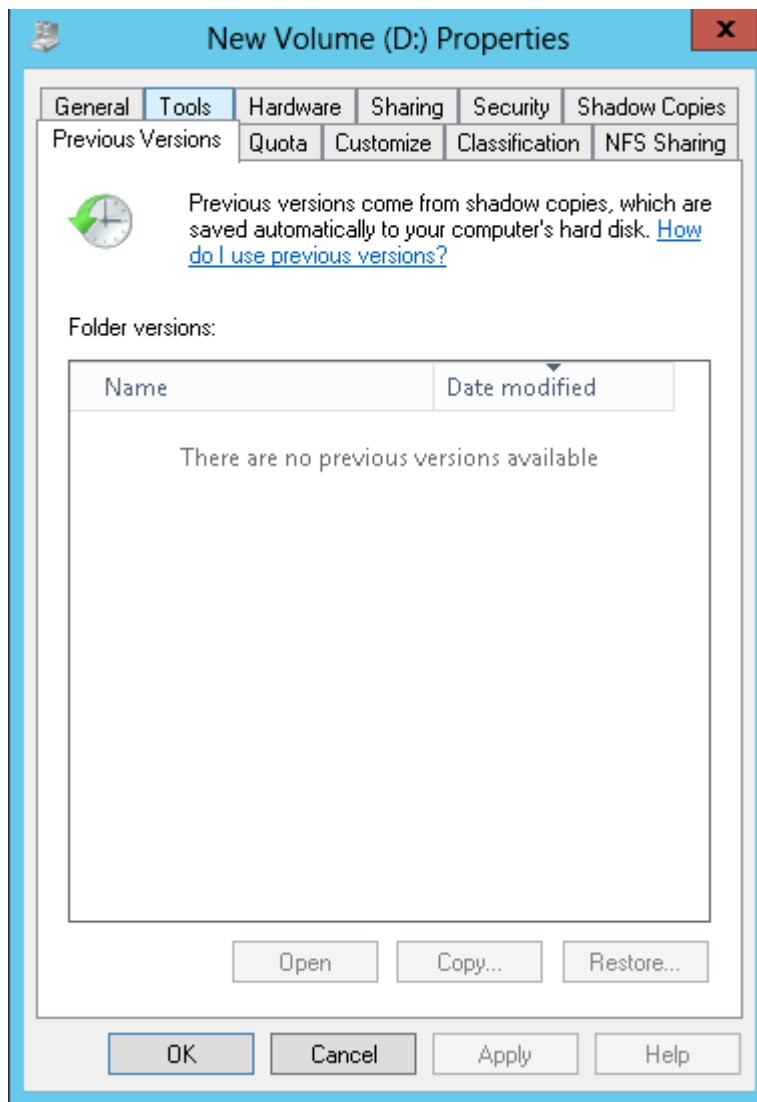 New Volume (D:) Properties
x
General Tools Hardware Sharing Security Shadow Copies
Previous Versions Quota Customize Classification NFS Sharing
Previous versions come from shadow copies, which are
saved automatically to your computer's hard disk. How
do I use previous versions?
Folder versions:
Name Date modified
There are no previous versions available
Open Copy... Restore...
OK Cancel Apply Help